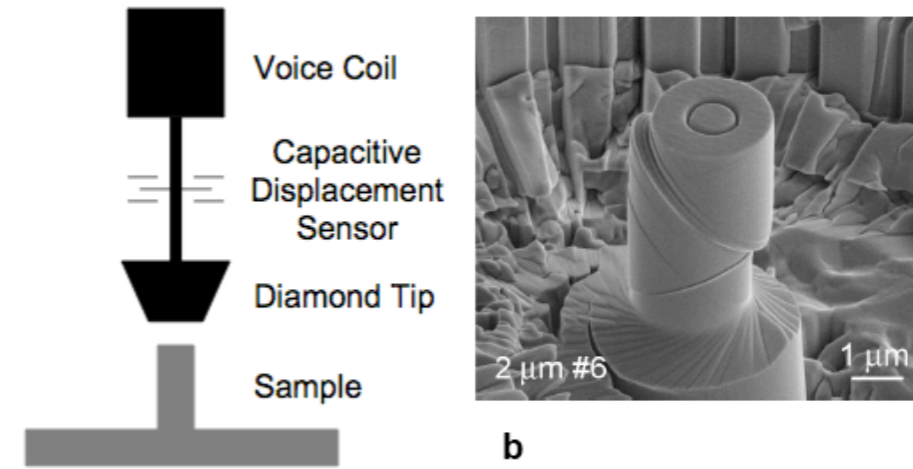 Voice Coil
Capacitive
Displacement
Sensor
Diamond Tip
Sample
2 μm #6
1 μm
b